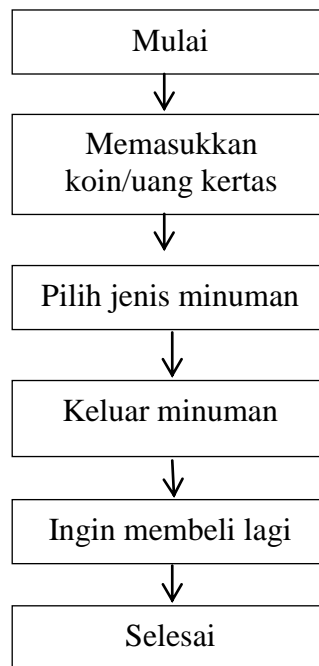 Mulai
Memasukkan
koin/uang kertas
Pilih jenis minuman
Keluar minuman
Ingin membeli lagi
Selesai